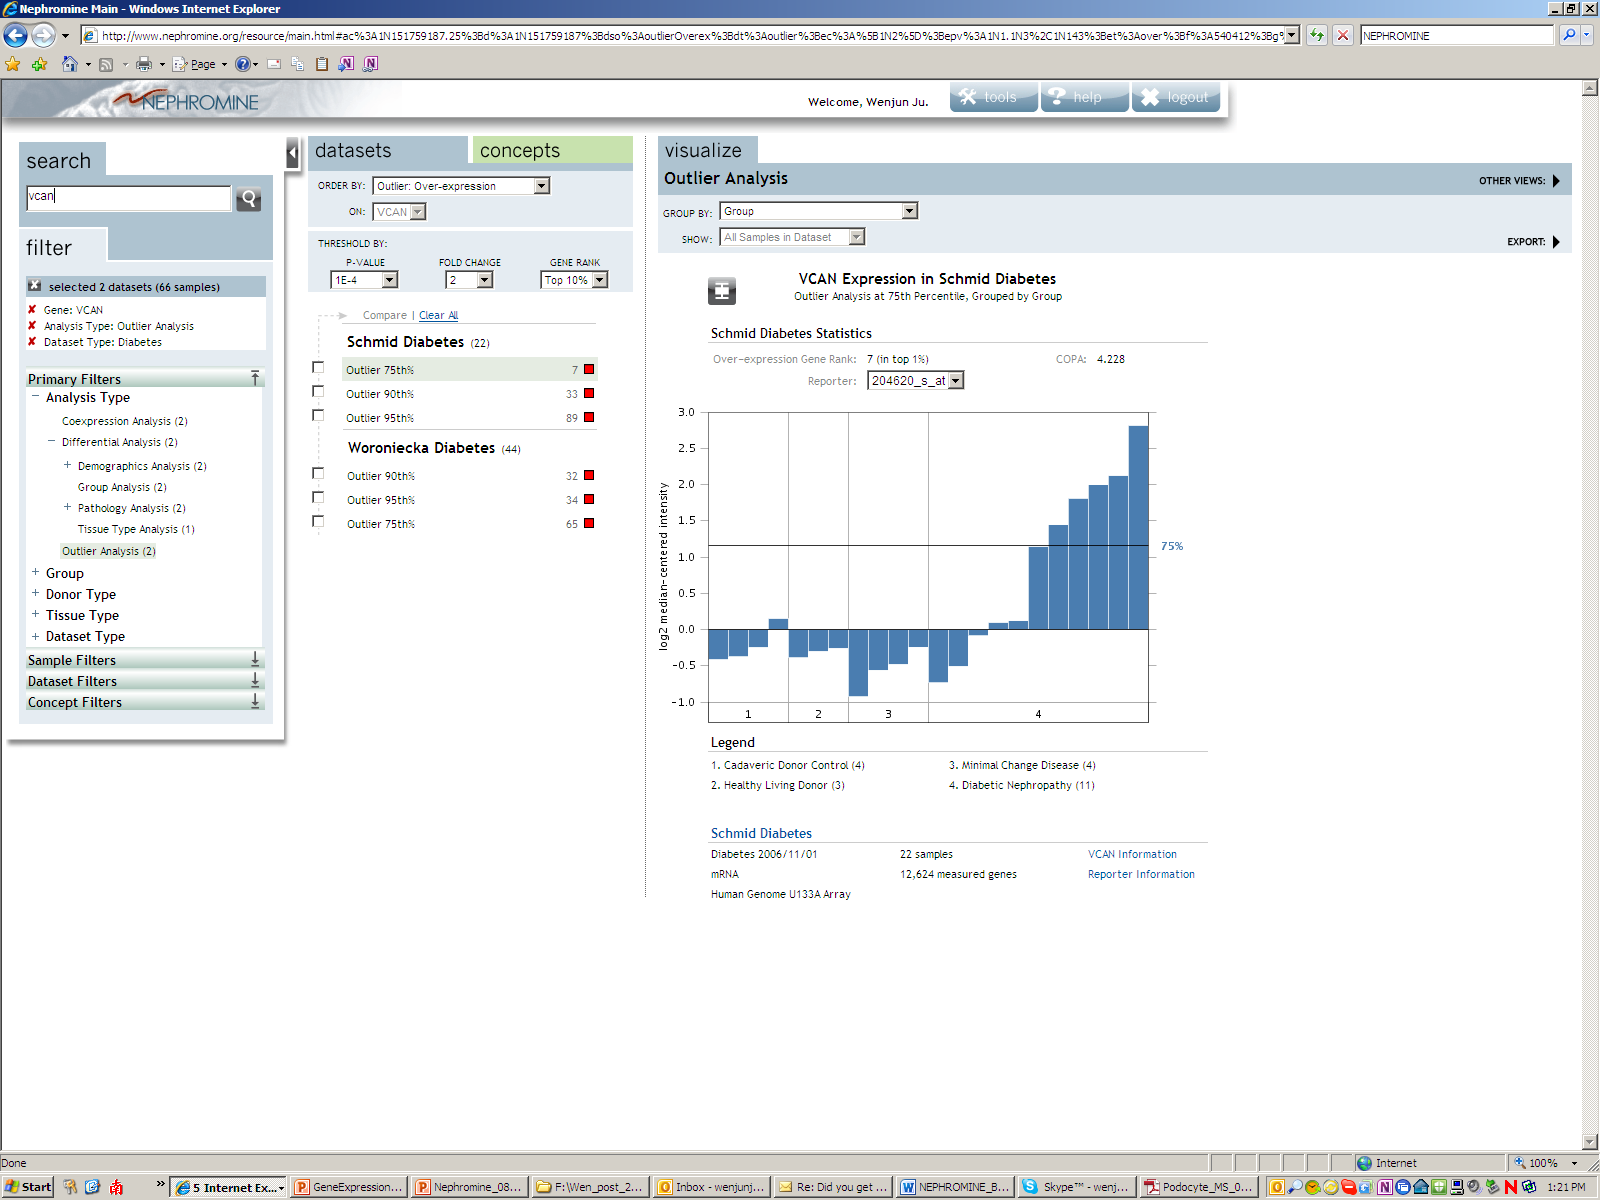 Nephromine Main - Windows Internet Explorer
http://www.nephromine.org/resource/main.html#ac%3A1N151759187.25%3Bd%3A1N151759187%3Bdso%3AoutlierOverex%3Bdt%3Aoutlier%3Bec%3A%5B1N2%5D%3Bepv%3A1N1.1N3%2C1N143%3Bet%3Aover%3Bf%3A540412%3Bg%
NEPHROMINE
Page
NEPHROMINE
Welcome, Wenjun Ju.
tools
help
logout
search
vcan
filter
selected 2 datasets (66 samples)
Gene: VCAN
Analysis Type: Outlier Analysis
Dataset Type: Diabetes
Primary Filters
Analysis Type
Coexpression Analysis (2)
Differential Analysis (2)
Demographics Analysis (2)
Group Analysis (2)
Pathology Analysis (2)
Tissue Type Analysis (1)
Outlier Analysis (2)
Group
Donor Type
Tissue Type
Dataset Type
Sample Filters
Dataset Filters
Concept Filters
datasets
concepts
ORDER BY: Outlier: Over-expression
ON: VCAN
THRESHOLD BY:
P-VALUE FOLD CHANGE GENE RANK
1E-4 2 Top 10%
Compare | Clear All
Schmid Diabetes (22)
Outlier 75th% 7
Outlier 90th% 33
Outlier 95th% 89
Woroniecka Diabetes (44)
Outlier 90th% 32
Outlier 95th% 34
Outlier 75th% 65
visualize
Outlier Analysis
OTHER VIEWS:
GROUP BY: Group
SHOW: All Samples in Dataset
EXPORT:
VCAN Expression in Schmid Diabetes
Outlier Analysis at 75th Percentile, Grouped by Group
Schmid Diabetes Statistics
Over-expression Gene Rank: 7 (in top 1%) COPA: 4.228
Reporter: 204620_s_at
log2 median-centered intensity
3.0
2.5
2.0
1.5
1.0
0.5
0.0
-0.5
-1.0
75%
1 2 3 4
Legend
1. Cadaveric Donor Control (4) 3. Minimal Change Disease (4)
2. Healthy Living Donor (3) 4. Diabetic Nephropathy (11)
Schmid Diabetes
Diabetes 2006/11/01 22 samples VCAN Information
mRNA 12,624 measured genes Reporter Information
Human Genome U133A Array
Done
Internet
100%
Start
5 Internet Ex...
GeneExpression...
Nephromine_08...
F:\Wen_post_2...
Inbox - wenjunj...
Re: Did you get ...
NEPHROMINE_B...
Skype™ - wenj...
Podocyte_MS_0...
1:21 PM